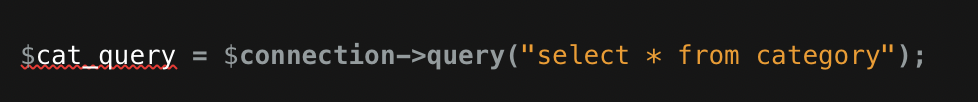 $cat_query = $connection->query("select * from category");